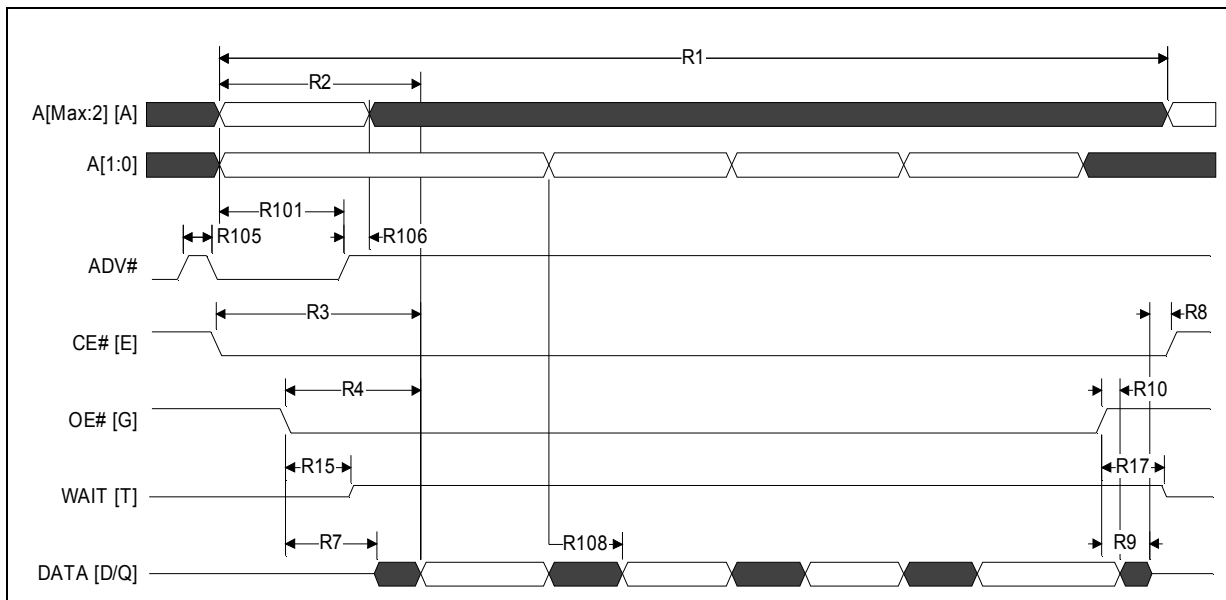 R1
R2
A[Max:2] [A]
A[1:0]
R101
R105
R106
ADV#
R3
R8
CE# [E]
R4
R10
OE# [G]
R15
R17
WAIT [T]
R7
R108
R9
DATA [D/Q]